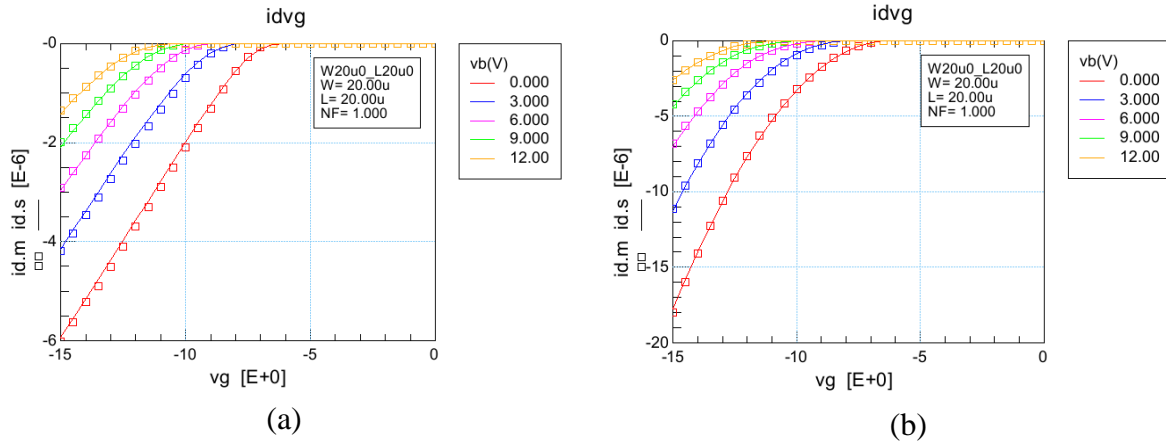 idvg
-0
-2
-4
-6
id.m id.s [E-6]
W20u0_L20u0
W= 20.00u
L= 20.00u
NF= 1.000
vb(V)
0.000
3.000
6.000
9.000
12.00
-15
-10
-5
0
vg [E+0]
(a)
idvg
0
-5
-10
-15
-20
id.m id.s [E-6]
W20u0_L20u0
W= 20.00u
L= 20.00u
NF= 1.000
vb(V)
0.000
3.000
6.000
9.000
12.00
-15
-10
-5
0
vg [E+0]
(b)